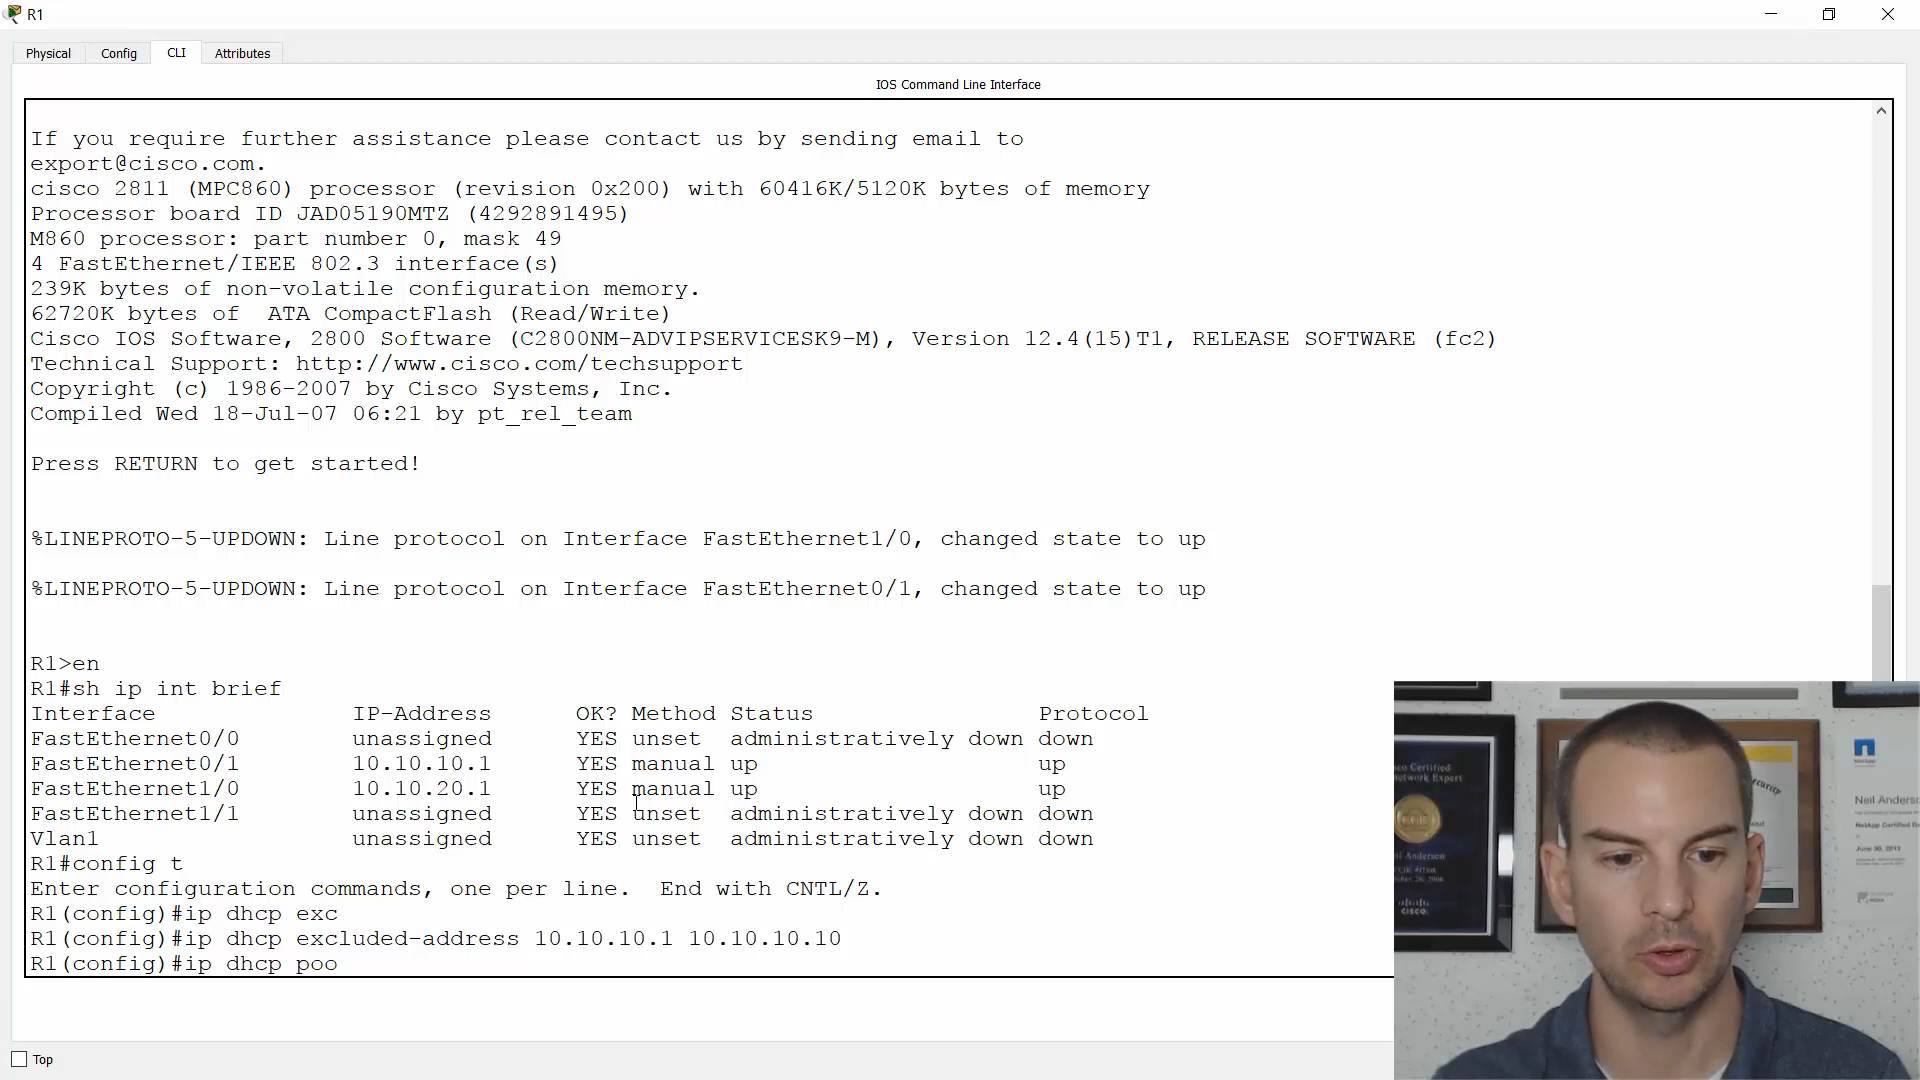 R1
Physical Config CLI Attributes
IOS Command Line Interface
If you require further assistance please contact us by sending email to
export@cisco.com.
cisco 2811 (MPC860) processor (revision 0x200) with 60416K/5120K bytes of memory
Processor board ID JAD05190MTZ (4292891495)
M860 processor: part number 0, mask 49
4 FastEthernet/IEEE 802.3 interface(s)
239K bytes of non-volatile configuration memory.
62720K bytes of  ATA CompactFlash (Read/Write)
Cisco IOS Software, 2800 Software (C2800NM-ADVIPSERVICESK9-M), Version 12.4(15)T1, RELEASE SOFTWARE (fc2)
Technical Support: http://www.cisco.com/techsupport
Copyright (c) 1986-2007 by Cisco Systems, Inc.
Compiled Wed 18-Jul-07 06:21 by pt_rel_team
Press RETURN to get started!
%LINEPROTO-5-UPDOWN: Line protocol on Interface FastEthernet1/0, changed state to up
%LINEPROTO-5-UPDOWN: Line protocol on Interface FastEthernet0/1, changed state to up
R1>en
R1#sh ip int brief
Interface IP-Address OK? Method Status Protocol
FastEthernet0/0 unassigned YES unset administratively down down
FastEthernet0/1 10.10.10.1 YES manual up up
FastEthernet1/0 10.10.20.1 YES manual up up
FastEthernet1/1 unassigned YES unset administratively down down
Vlan1 unassigned YES unset administratively down down
R1#config t
Enter configuration commands, one per line.  End with CNTL/Z.
R1(config)#ip dhcp exc
R1(config)#ip dhcp excluded-address 10.10.10.1 10.10.10.10
R1(config)#ip dhcp poo
Top
Neil Anderso
June 30, 2013
CISCO